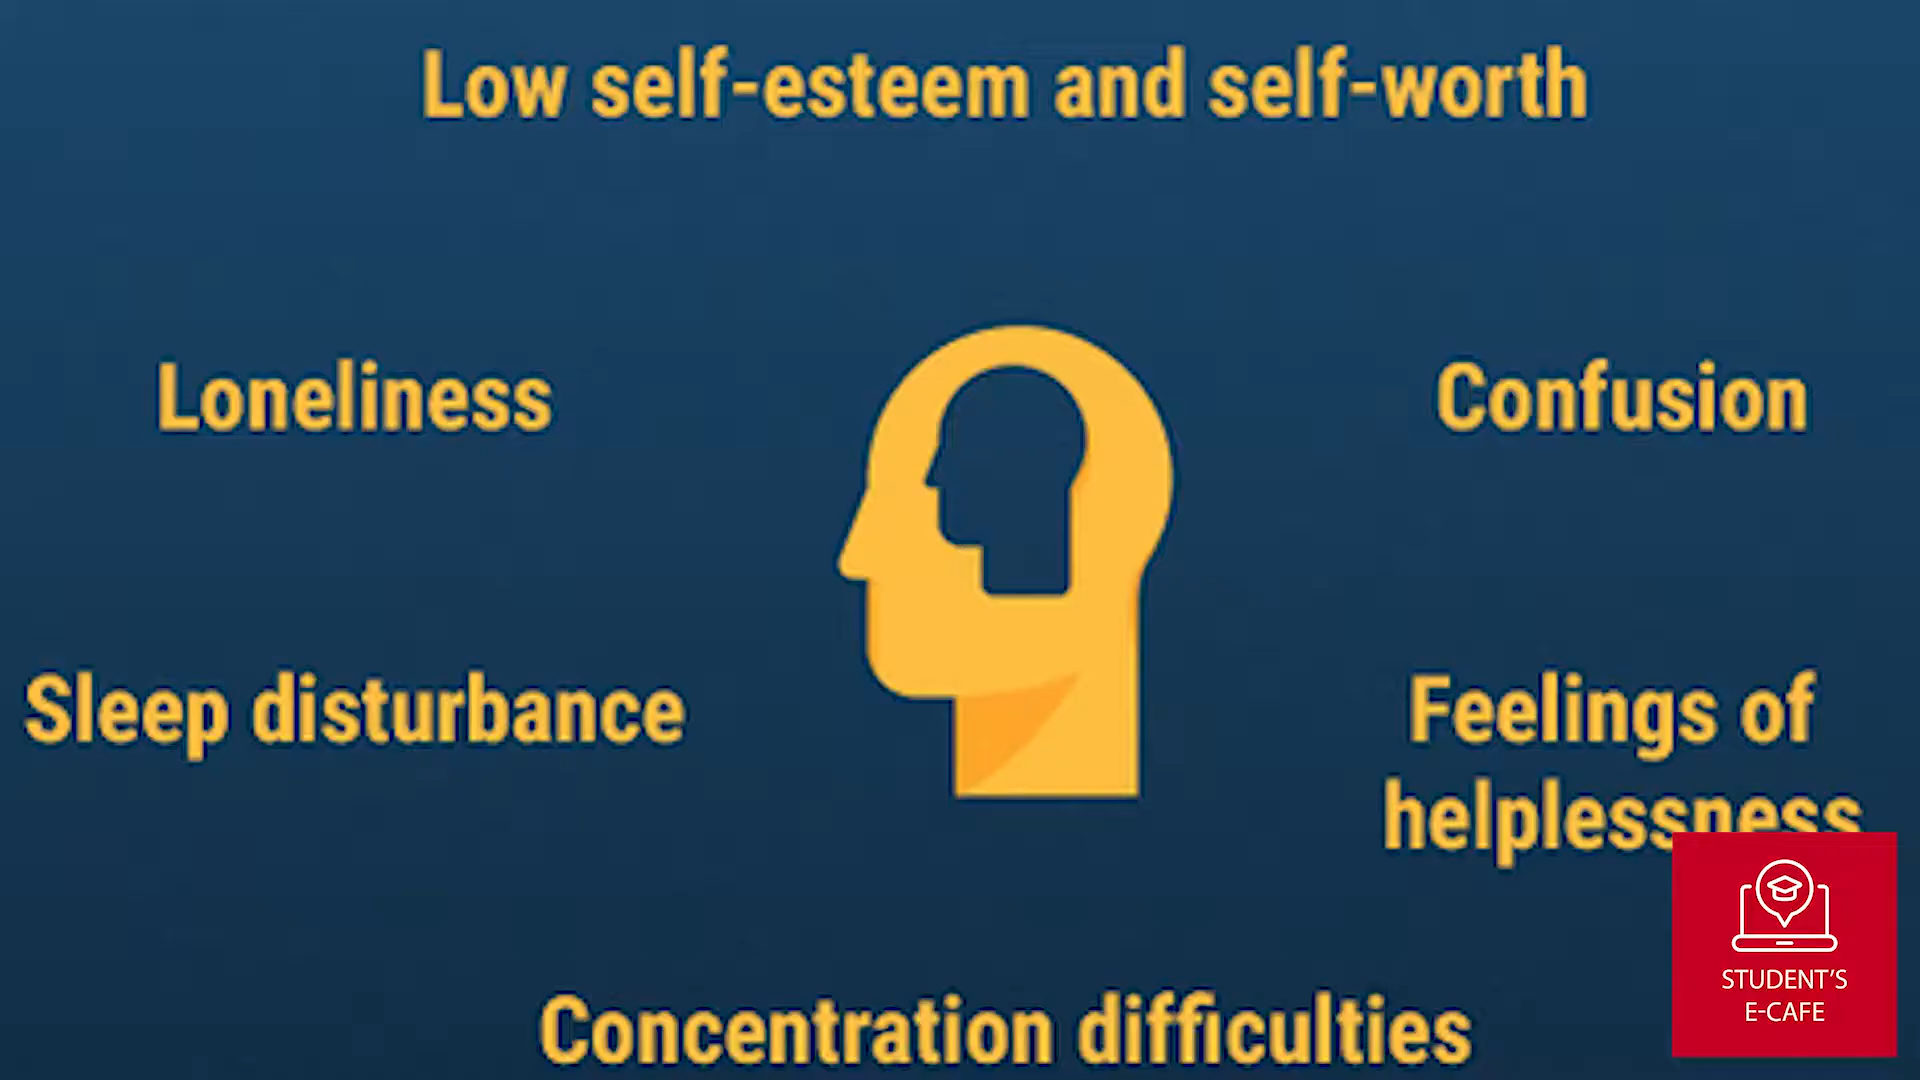 Low self-esteem and self-worth
Loneliness
Confusion
Sleep disturbance
Feelings of
helplessness
Concentration difficulties
STUDENT'S
E-CAFE